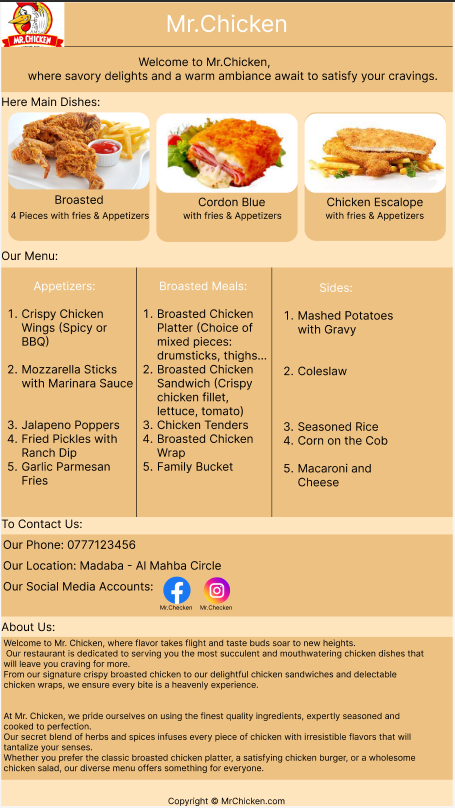 MR.CHICKEN
Mr.Chicken
Welcome to Mr.Chicken,
where savory delights and a warm ambiance await to satisfy your cravings.
Here Main Dishes:
Broasted
4 Pieces with fries & Appetizers
Cordon Blue
with fries & Appetizers
Chicken Escalope
with fries & Appetizers
Our Menu:
Appetizers:
1. Crispy Chicken
Wings (Spicy or
BBQ)
2. Mozzarella Sticks
with Marinara Sauce
3. Jalapeno Poppers
4. Fried Pickles with
Ranch Dip
5. Garlic Parmesan
Fries
Broasted Meals:
1. Broasted Chicken
Platter (Choice of
mixed pieces:
drumsticks, thighs...
2. Broasted Chicken
Sandwich (Crispy
chicken fillet,
lettuce, tomato)
3. Chicken Tenders
4. Broasted Chicken
Wrap
5. Family Bucket
Sides:
1. Mashed Potatoes
with Gravy
2. Coleslaw
3. Seasoned Rice
4. Corn on the Cob
5. Macaroni and
Cheese
To Contact Us:
Our Phone: 0777123456
Our Location: Madaba - Al Mahba Circle
Our Social Media Accounts:
Mr.Checken
Mr.Checken
About Us:
Welcome to Mr. Chicken, where flavor takes flight and taste buds soar to new heights.
Our restaurant is dedicated to serving you the most succulent and mouthwatering chicken dishes that
will leave you craving for more.
From our signature crispy broasted chicken to our delightful chicken sandwiches and delectable
chicken wraps, we ensure every bite is a heavenly experience.
At Mr. Chicken, we pride ourselves on using the finest quality ingredients, expertly seasoned and
cooked to perfection.
Our secret blend of herbs and spices infuses every piece of chicken with irresistible flavors that will
tantalize your senses.
Whether you prefer the classic broasted chicken platter, a satisfying chicken burger, or a wholesome
chicken salad, our diverse menu offers something for everyone.
Copyright © MrChicken.com